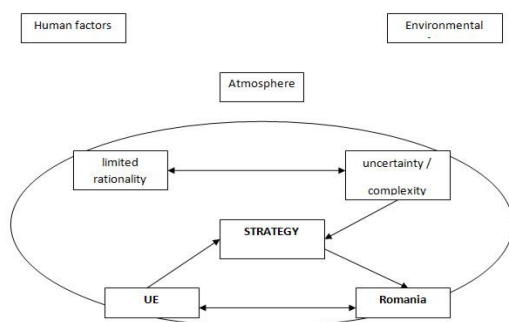 Human factors
Environmental
Atmosphere
limited
rationality
uncertainty /
complexity
STRATEGY
UE
Romania